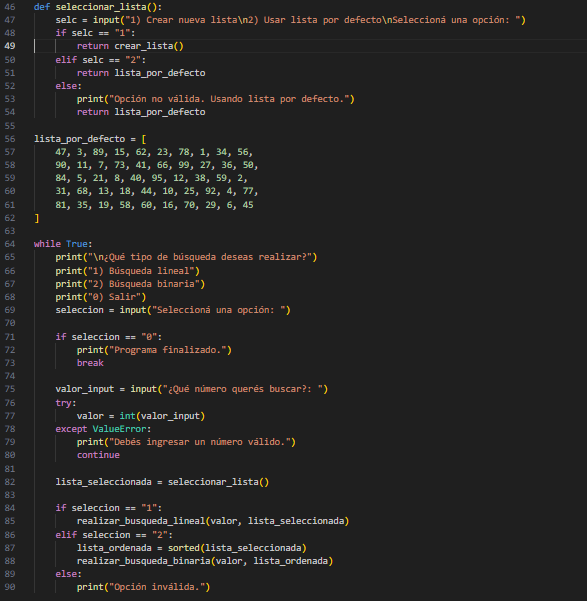 46 def seleccionar_lista():
47     selc = input("1) Crear nueva lista\n2) Usar lista por defecto\nSeleccioná una opción: ")
48     if selc == "1":
49         return crear_lista()
50     elif selc == "2":
51         return lista_por_defecto
52     else:
53         print("Opción no válida. Usando lista por defecto.")
54         return lista_por_defecto
55
56 lista_por_defecto = [
57     47, 3, 89, 15, 62, 23, 78, 1, 34, 56,
58     90, 11, 7, 73, 41, 66, 99, 27, 36, 50,
59     84, 5, 21, 8, 40, 95, 12, 38, 59, 2,
60     31, 68, 13, 18, 44, 10, 25, 92, 4, 77,
61     81, 35, 19, 58, 60, 16, 70, 29, 6, 45
62 ]
63
64 while True:
65     print("\n¿Qué tipo de búsqueda deseas realizar?")
66     print("1) Búsqueda lineal")
67     print("2) Búsqueda binaria")
68     print("0) Salir")
69     seleccion = input("Seleccioná una opción: ")
70
71     if seleccion == "0":
72         print("Programa finalizado.")
73         break
74
75     valor_input = input("¿Qué número querés buscar?: ")
76     try:
77         valor = int(valor_input)
78     except ValueError:
79         print("Debés ingresar un número válido.")
80         continue
81
82     lista_seleccionada = seleccionar_lista()
83
84     if seleccion == "1":
85         realizar_busqueda_lineal(valor, lista_seleccionada)
86     elif seleccion == "2":
87         lista_ordenada = sorted(lista_seleccionada)
88         realizar_busqueda_binaria(valor, lista_ordenada)
89     else:
90         print("Opción inválida.")